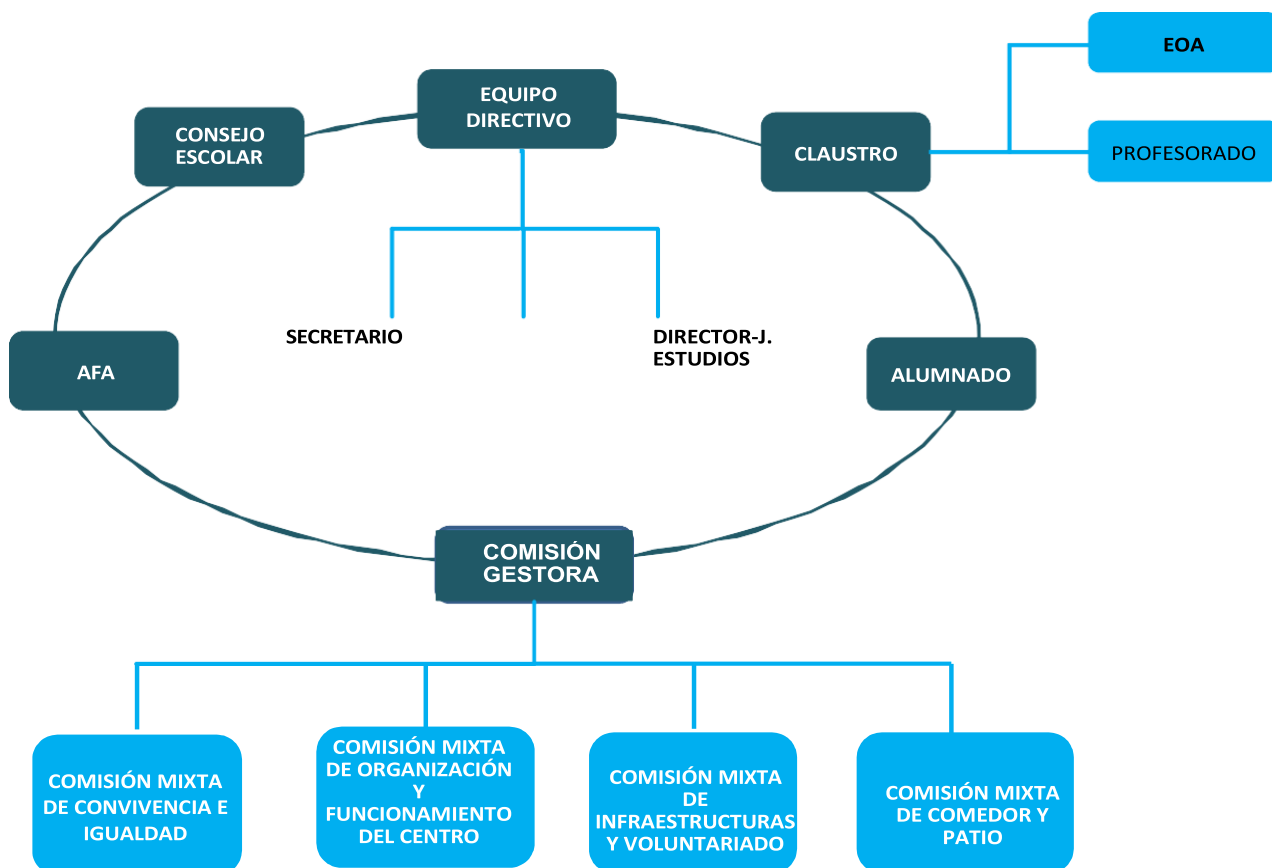 EOA
EQUIPO
DIRECTIVO
CONSEJO
ESCOLAR
CLAUSTRO
PROFESORADO
SECRETARIO
DIRECTOR-J.
ESTUDIOS
AFA
ALUMNADO
COMISIÓN
GESTORA
COMISIÓN MIXTA
DE CONVIVENCIA E
IGUALDAD
COMISIÓN MIXTA
DE ORGANIZACIÓN
Y
FUNCIONAMIENTO
DEL CENTRO
COMISIÓN MIXTA
DE
INFRAESTRUCTURAS
Y VOLUNTARIADO
COMISIÓN MIXTA
DE COMEDOR Y
PATIO